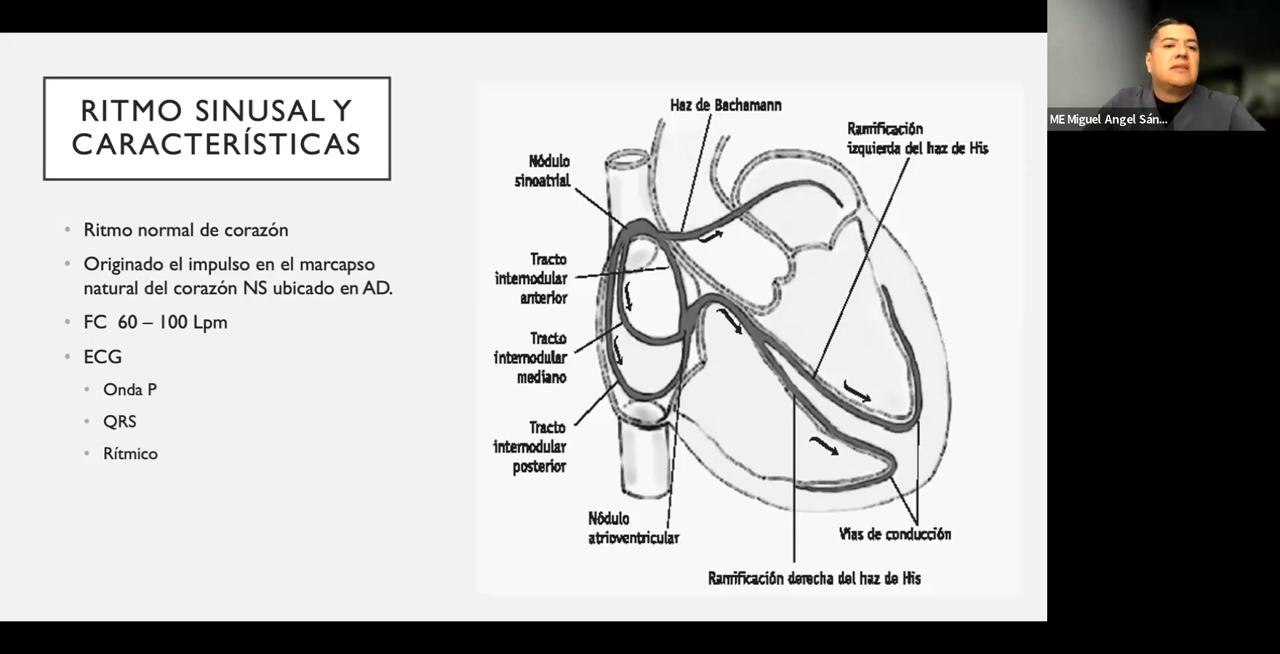 RITMO SINUSAL Y
CARACTERÍSTICAS
Ritmo normal de corazón
Originado el impulso en el marcapso
natural del corazón NS ubicado en AD.
FC 60 – 100 Lpm
ECG
Onda P
QRS
Rítmico
Haz de Bachamann
Ramificación
izquierda del haz de His
Nódulo
sinoatrial
Tracto
internodular
anterior
Tracto
internodular
mediano
Tracto
internodular
posterior
Nódulo
atrioventricular
Vías de conducción
Ramificación derecha del haz de His
ME Miguel Angel Sán...